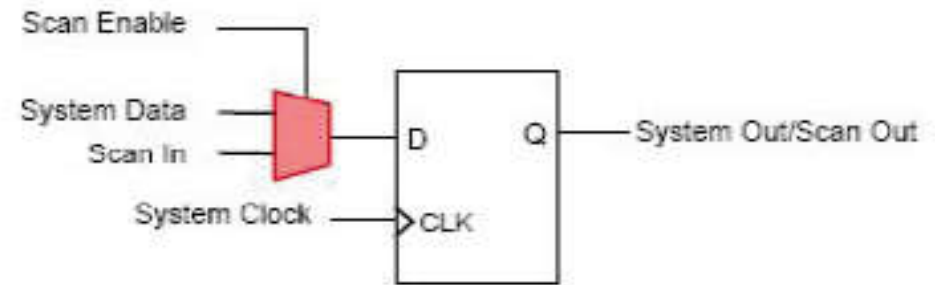 Scan Enable
System Data
Scan In
System Clock
D
Q
CLK
System Out/Scan Out